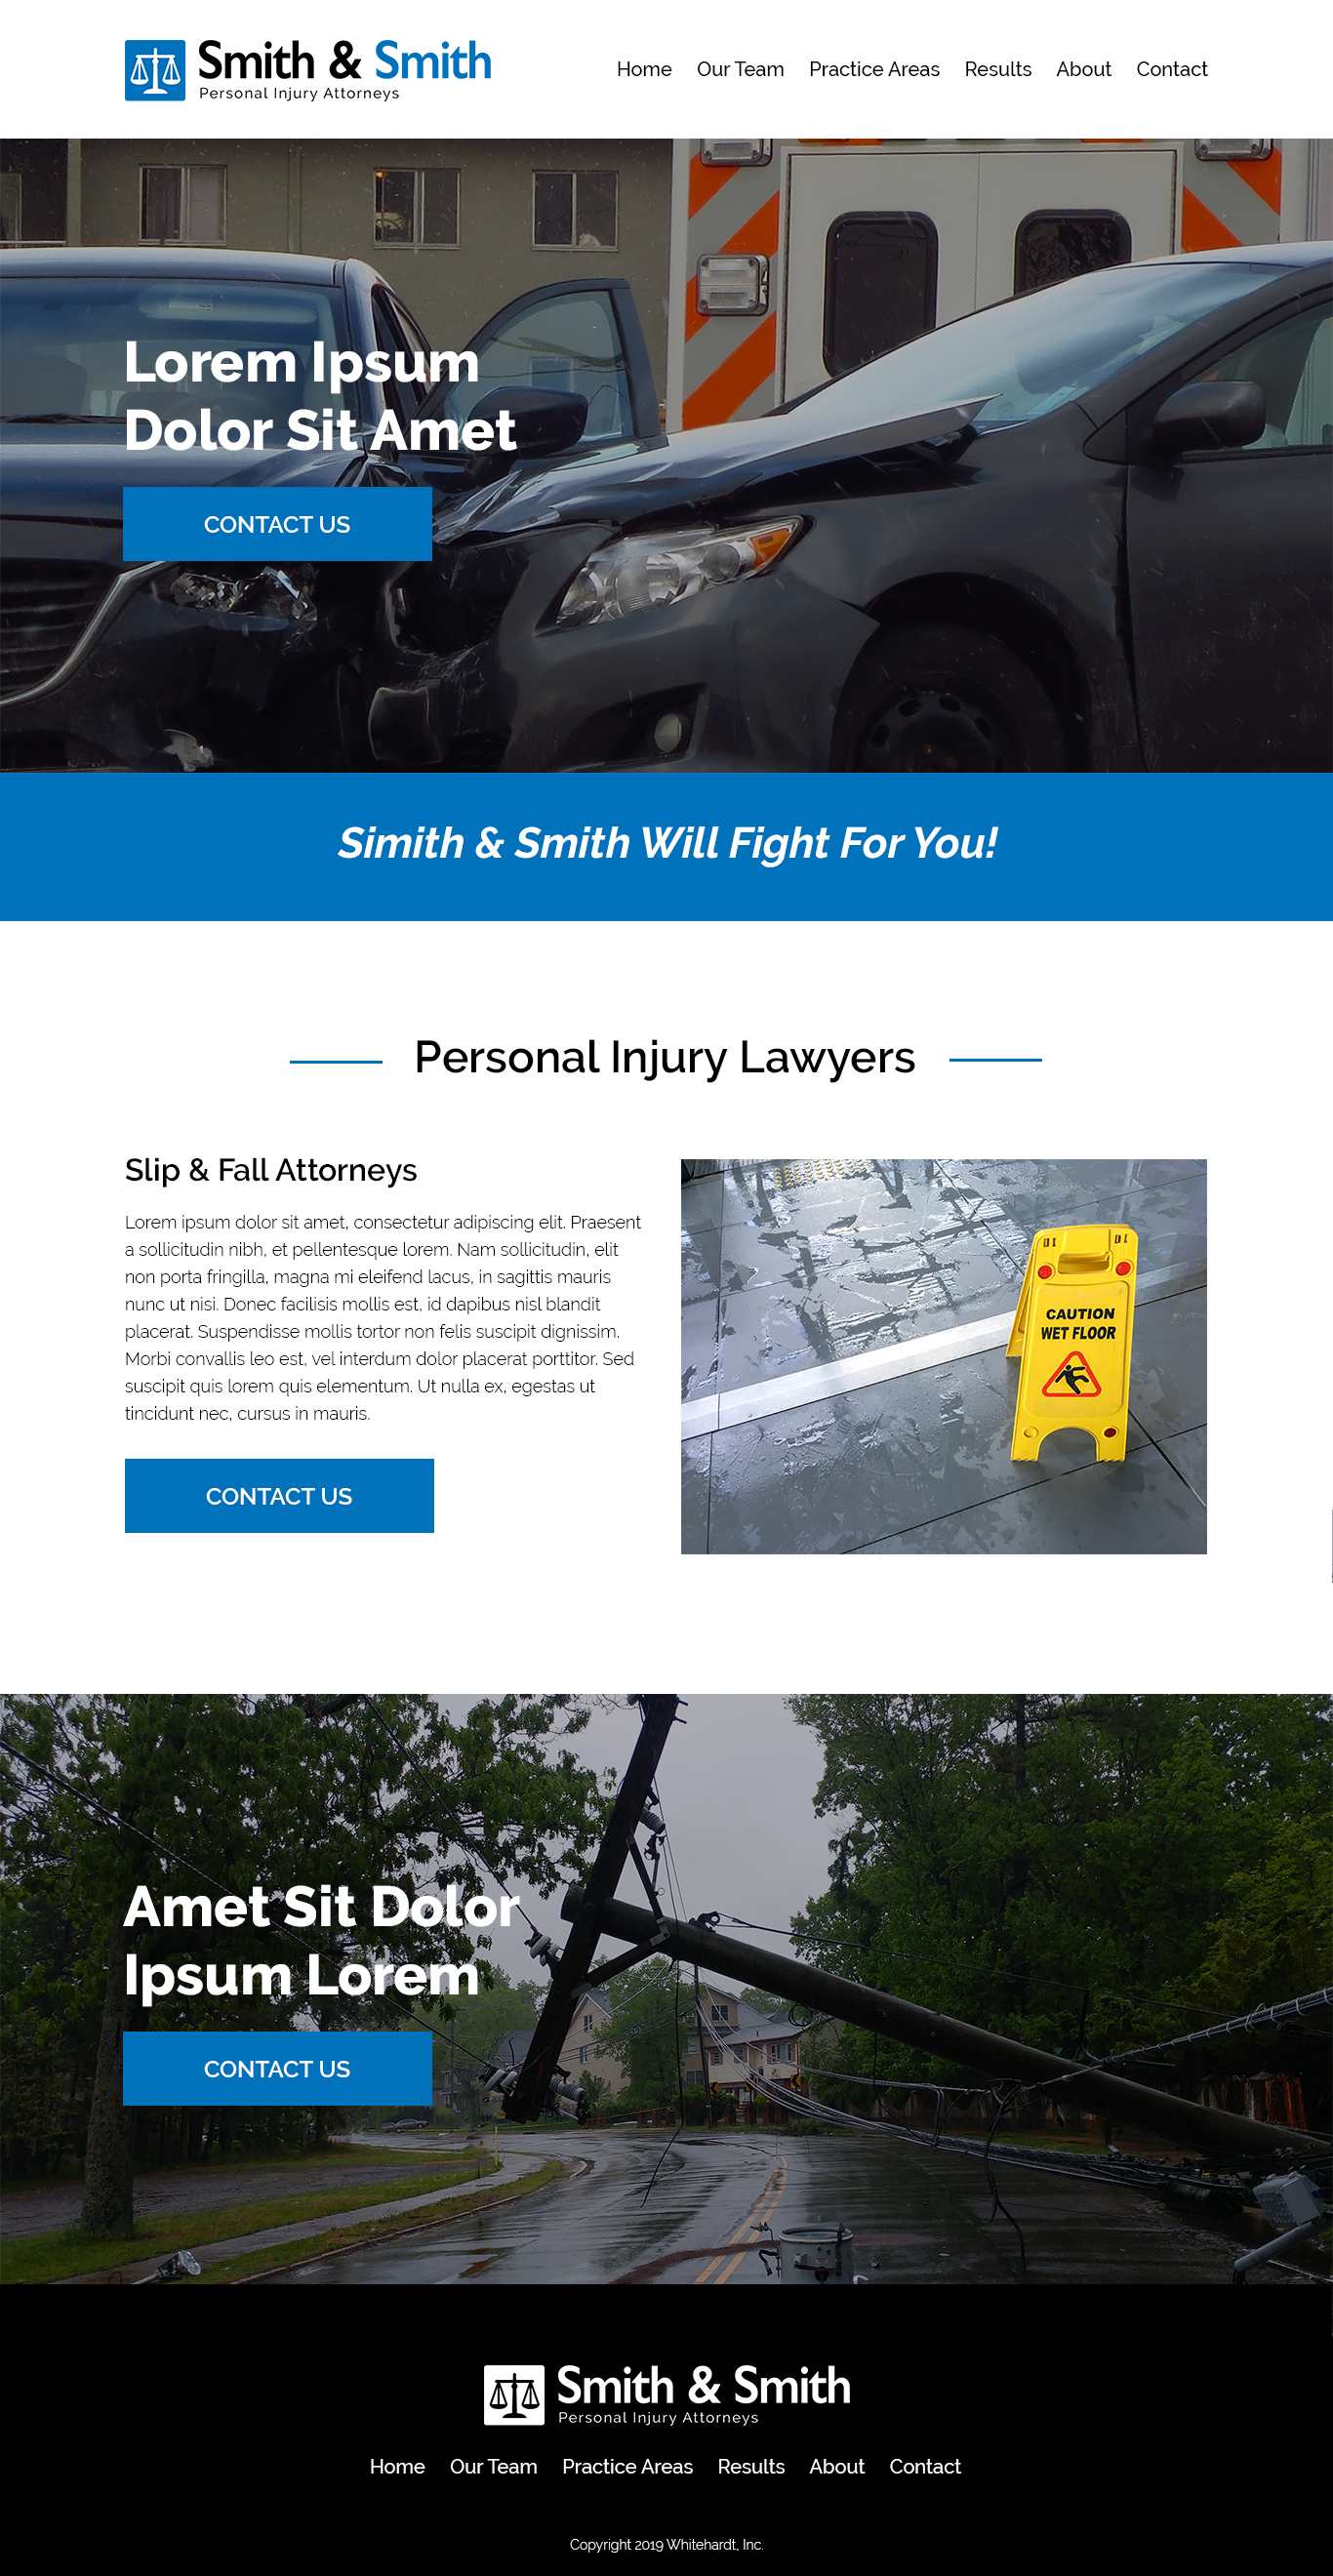 Smith & Smith
Personal Injury Attorneys
Home Our Team Practice Areas Results About Contact
Lorem Ipsum
Dolor Sit Amet
CONTACT US
Simith & Smith Will Fight For You!
Personal Injury Lawyers
Slip & Fall Attorneys
Lorem ipsum dolor sit amet, consectetur adipiscing elit. Praesent
a sollicitudin nibh, et pellentesque lorem. Nam sollicitudin, elit
non porta fringilla, magna mi eleifend lacus, in sagittis mauris
nunc ut nisi. Donec facilisis mollis est, id dapibus nisl blandit
placerat. Suspendisse mollis tortor non felis suscipit dignissim.
Morbi convallis leo est, vel interdum dolor placerat porttitor. Sed
suscipit quis lorem quis elementum. Ut nulla ex, egestas ut
tincidunt nec, cursus in mauris.
CONTACT US
CAUTION
WET FLOOR
Amet Sit Dolor
Ipsum Lorem
CONTACT US
Smith & Smith
Personal Injury Attorneys
Home Our Team Practice Areas Results About Contact
Copyright 2019 Whitehardt, Inc.